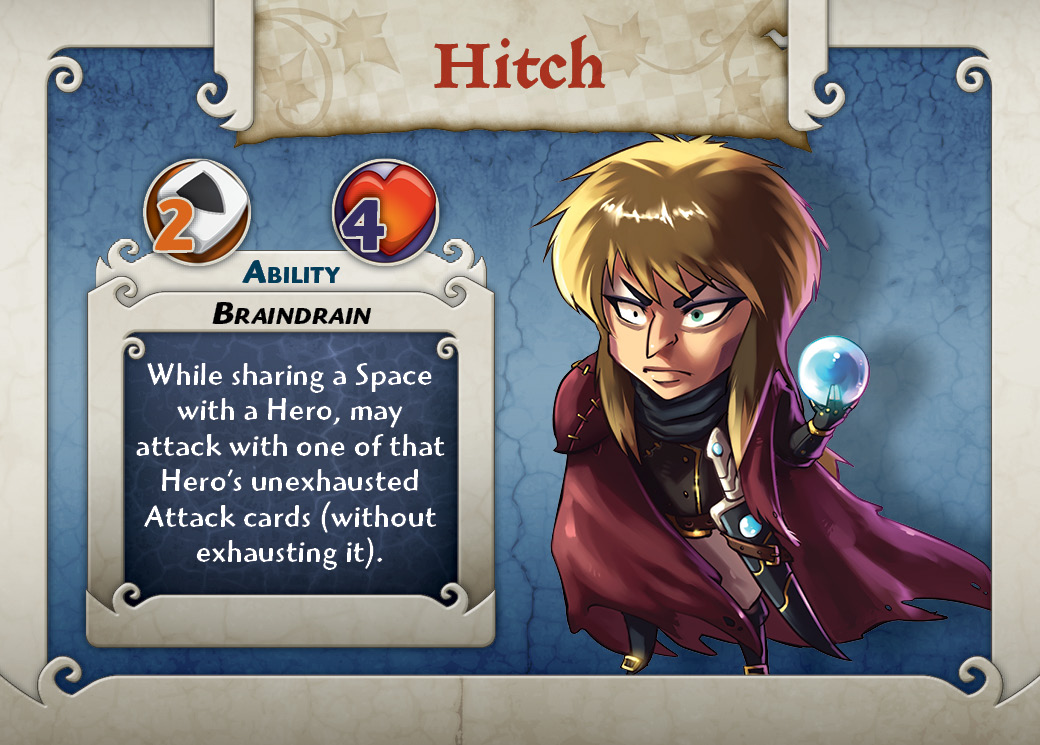 Hitch
2
4
Ability
Braindrain
While sharing a Space
with a Hero, may
attack with one of that
Hero's unexhausted
Attack cards (without
exhausting it).